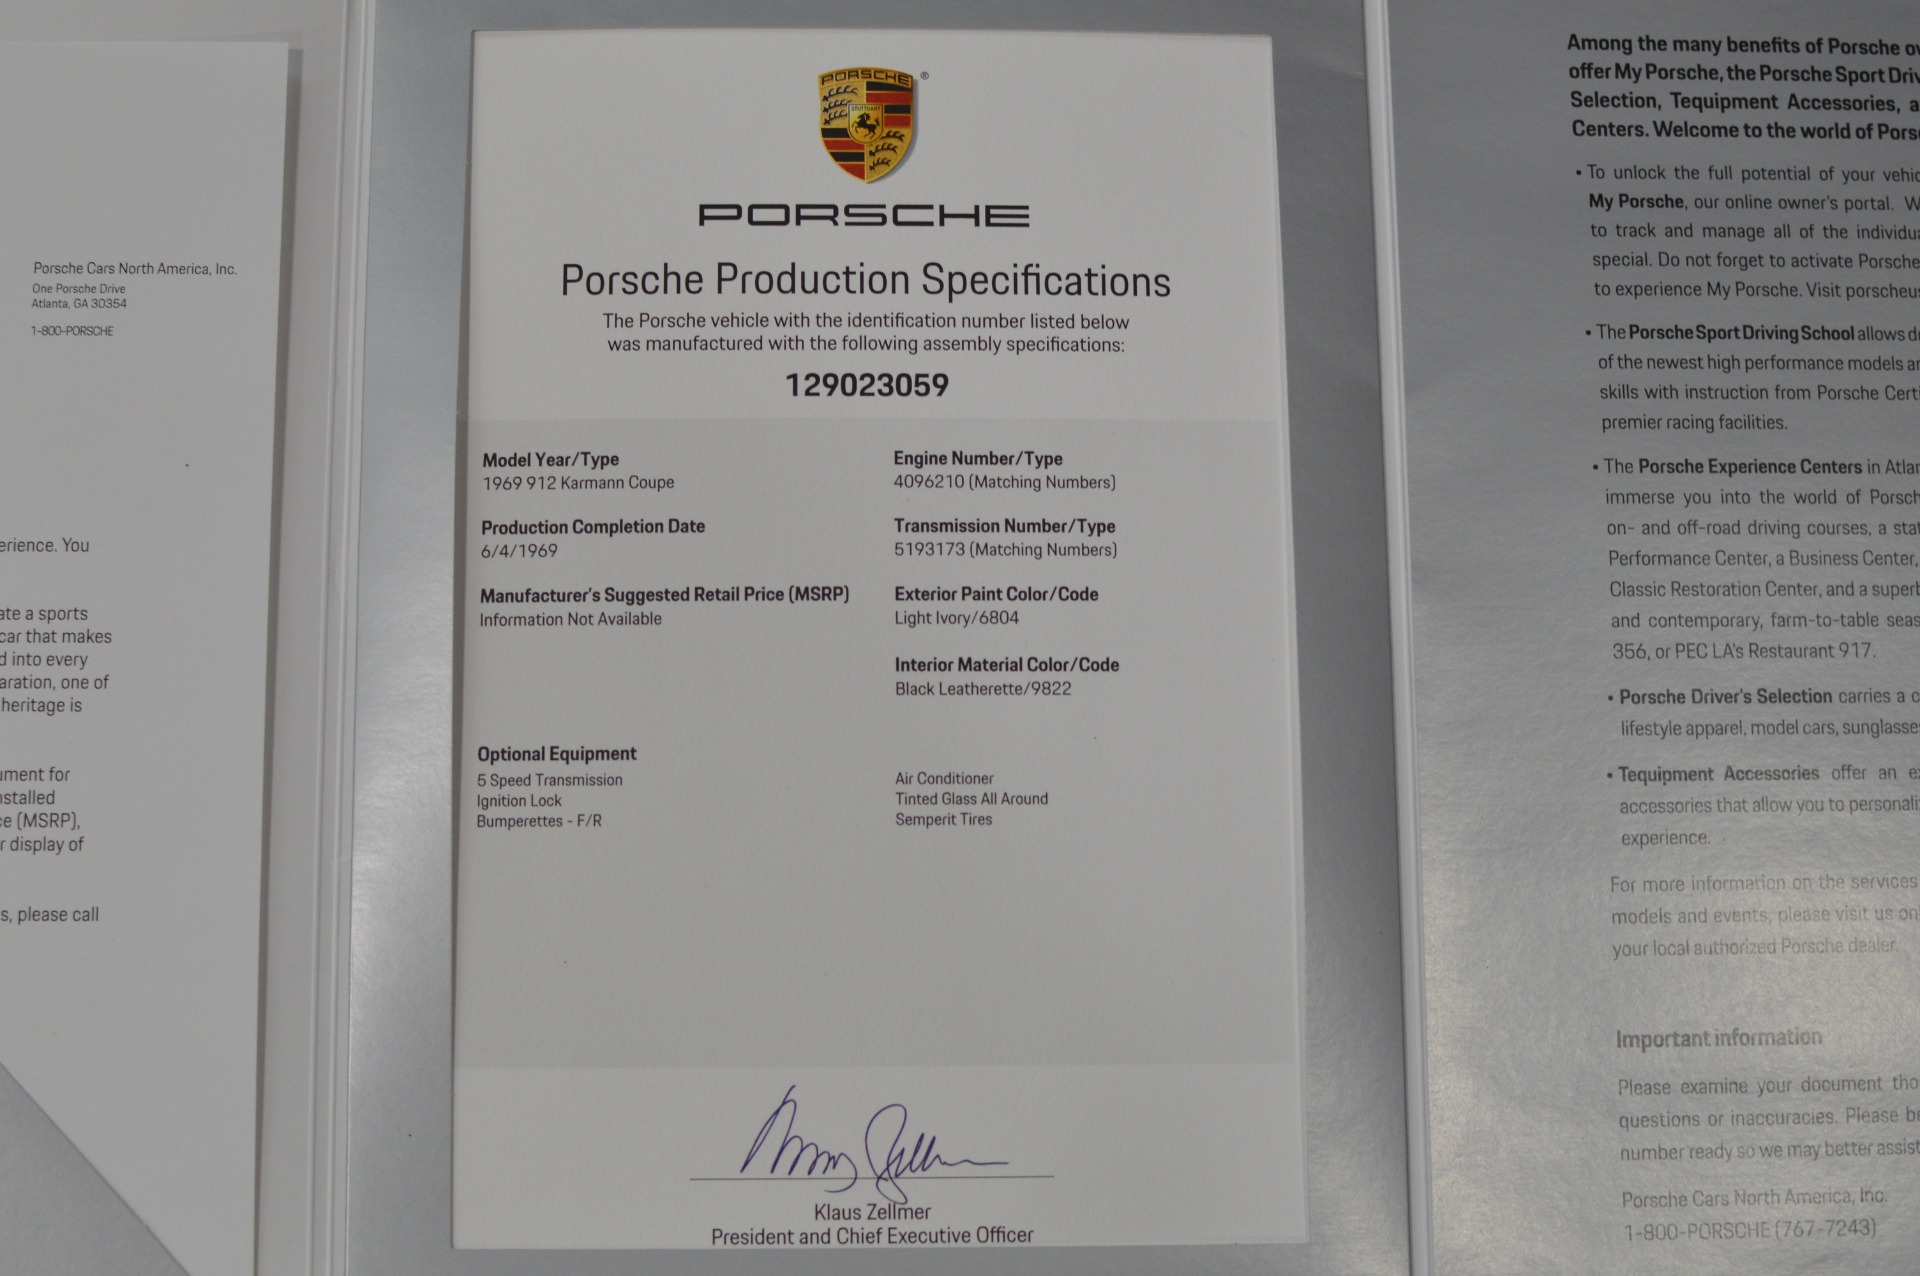 Porsche Cars North America, Inc.
One Porsche Drive
Atlanta, GA 30354
1-800-PORSCHE
erience. You
ate a sports
car that makes
d into every
aration, one of
heritage is
ument for
nstalled
ce (MSRP),
r display of
s, please call
PORSCHE ®
STUTTGART
PORSCHE
Porsche Production Specifications
The Porsche vehicle with the identification number listed below
was manufactured with the following assembly specifications:
129023059
Model Year/Type
1969 912 Karmann Coupe
Production Completion Date
6/4/1969
Manufacturer's Suggested Retail Price (MSRP)
Information Not Available
Engine Number/Type
4096210 (Matching Numbers)
Transmission Number/Type
5193173 (Matching Numbers)
Exterior Paint Color/Code
Light Ivory/6804
Interior Material Color/Code
Black Leatherette/9822
Optional Equipment
5 Speed Transmission
Ignition Lock
Bumperettes - F/R
Air Conditioner
Tinted Glass All Around
Semperit Tires
Klaus Zellmer
President and Chief Executive Officer
Among the many benefits of Porsche ow
offer My Porsche, the Porsche Sport Driv
Selection, Tequipment Accessories, a
Centers. Welcome to the world of Pors
• To unlock the full potential of your vehic
My Porsche, our online owner's portal. W
to track and manage all of the individua
special. Do not forget to activate Porsche
to experience My Porsche. Visit porscheus
• The Porsche Sport Driving School allows d
of the newest high performance models an
skills with instruction from Porsche Certi
premier racing facilities.
• The Porsche Experience Centers in Atlan
immerse you into the world of Porsch
on- and off-road driving courses, a stat
Performance Center, a Business Center,
Classic Restoration Center, and a superb
and contemporary, farm-to-table seas
356, or PEC LA's Restaurant 917.
• Porsche Driver's Selection carries a c
lifestyle apparel, model cars, sunglasse
• Tequipment Accessories offer an e
accessories that allow you to personali
experience.
For more information on the services
models and events, please visit us on
your local authorized Porsche dealer.
Important information
Please examine your document tho
questions or inaccuracies. Please b
number ready so we may better assist
Porsche Cars North America, Inc.
1-800-PORSCHE (767-7243)